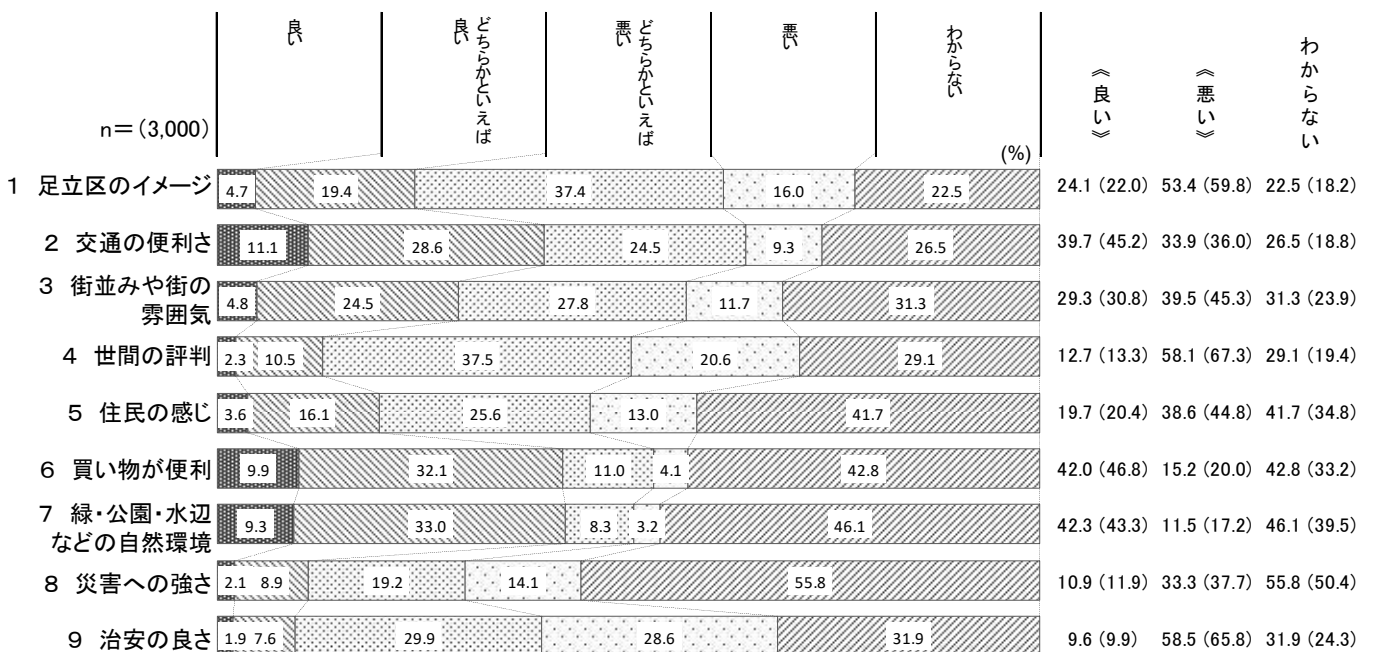 良い
どちらかといえば
良い
どちらかといえば
悪い
悪い
わからない
《良い》
《悪い》
わからない
n＝(3,000)
(%)
1 足立区のイメージ 4.7 19.4 37.4 16.0 22.5 24.1 (22.0) 53.4 (59.8) 22.5 (18.2)
2 交通の便利さ 11.1 28.6 24.5 9.3 26.5 39.7 (45.2) 33.9 (36.0) 26.5 (18.8)
3 街並みや街の
雰囲気 4.8 24.5 27.8 11.7 31.3 29.3 (30.8) 39.5 (45.3) 31.3 (23.9)
4 世間の評判 2.3 10.5 37.5 20.6 29.1 12.7 (13.3) 58.1 (67.3) 29.1 (19.4)
5 住民の感じ 3.6 16.1 25.6 13.0 41.7 19.7 (20.4) 38.6 (44.8) 41.7 (34.8)
6 買い物が便利 9.9 32.1 11.0 4.1 42.8 42.0 (46.8) 15.2 (20.0) 42.8 (33.2)
7 緑・公園・水辺
などの自然環境 9.3 33.0 8.3 3.2 46.1 42.3 (43.3) 11.5 (17.2) 46.1 (39.5)
8 災害への強さ 2.1 8.9 19.2 14.1 55.8 10.9 (11.9) 33.3 (37.7) 55.8 (50.4)
9 治安の良さ 1.9 7.6 29.9 28.6 31.9 9.6 (9.9) 58.5 (65.8) 31.9 (24.3)